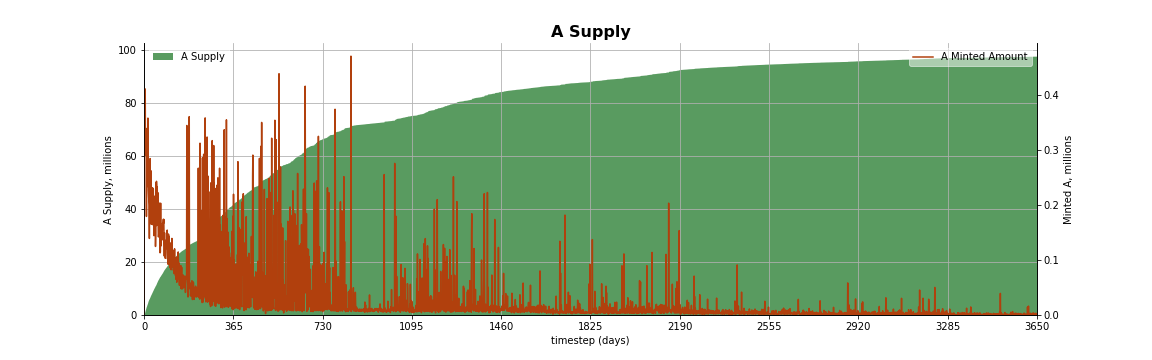 A Supply
A Supply
A Minted Amount
100
80
60
40
20
0
A Supply, millions
0.4
0.3
0.2
0.1
0.0
Minted A, millions
0 365 730 1095 1460 1825 2190 2555 2920 3285 3650
timestep (days)